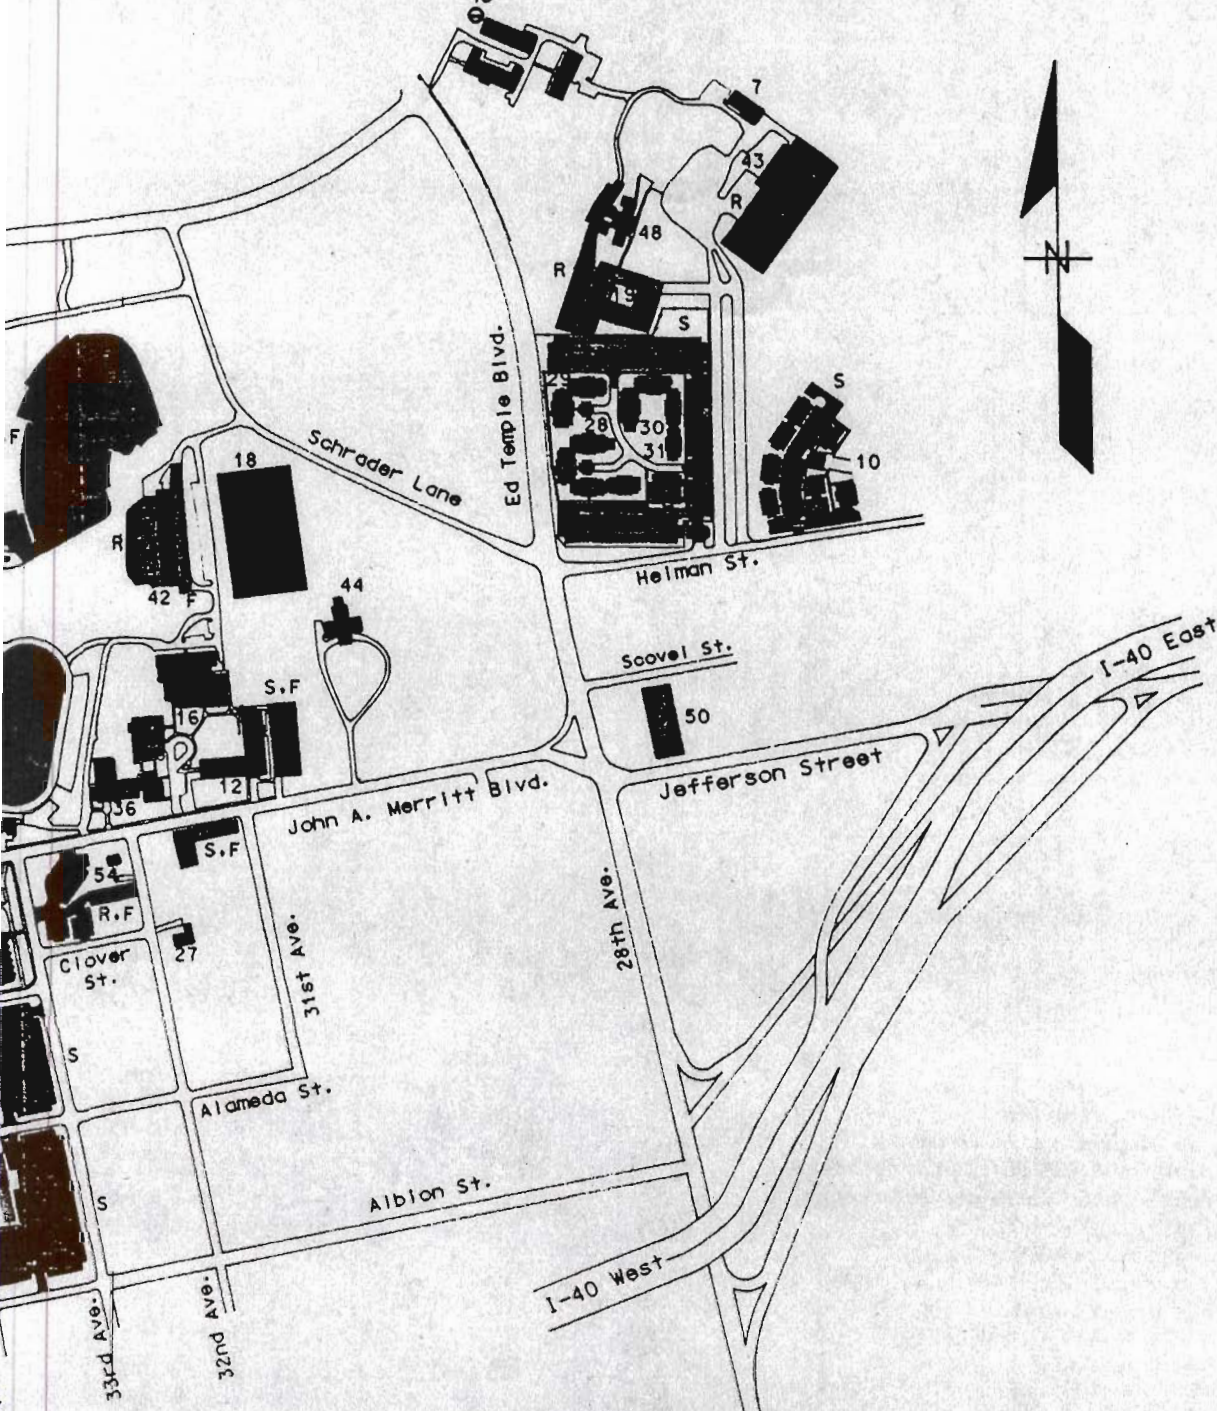 7
43
R
48
R
N
S
Ed Temple Blvd.
29
S
F
28
30
31
Schrader Lane
18
10
R
Heiman St.
42
F
44
Scovel St.
I-40 East
S.F
16
50
12
Jefferson Street
36
John A. Merritt Blvd.
S.F
54
R.F
28th Ave.
27
Clover
St.
31st Ave.
S
Alameda St.
S
Albion St.
I-40 West
33rd Ave.
32nd Ave.